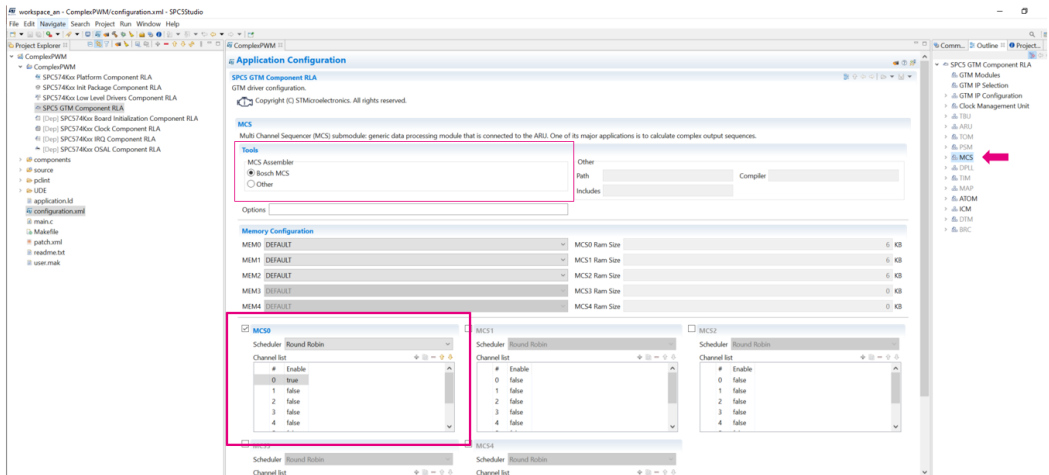 workspace_an - ComplexPWM/configuration.xml - SPC5Studio
File Edit Navigate Search Project Run Window Help
Project Explorer
ComplexPWM
ComplexPWM
SPC574Kxx Platform Component RLA
SPC574Kxx Init Package Component RLA
SPC574Kxx Low Level Drivers Component RLA
SPC5 GTM Component RLA
[Dep] SPC574Kxx Board Initialization Component RLA
[Dep] SPC574Kxx Clock Component RLA
[Dep] SPC574Kxx IRQ Component RLA
[Dep] SPC574Kxx OSAL Component RLA
components
source
pclint
UDE
application.ld
configuration.xml
main.c
Makefile
patch.xml
readme.txt
user.mak
ComplexPWM
Application Configuration
SPC5 GTM Component RLA
GTM driver configuration.
Copyright (C) STMicroelectronics. All rights reserved.
MCS
Multi Channel Sequencer (MCS) submodule: generic data processing module that is connected to the ARU. One of its major applications is to calculate complex output sequences.
Tools
MCS Assembler
Bosch MCS
Other
Other
Path
Compiler
Includes
Options
Memory Configuration
MEM0 DEFAULT MCS0 Ram Size 6 KB
MEM1 DEFAULT MCS1 Ram Size 6 KB
MEM2 DEFAULT MCS2 Ram Size 6 KB
MEM3 DEFAULT MCS3 Ram Size 0 KB
MEM4 DEFAULT MCS4 Ram Size 0 KB
MCS0
Scheduler Round Robin
Channel list
# Enable
0 true
1 false
2 false
3 false
4 false
MCS1
Scheduler Round Robin
Channel list
# Enable
0 false
1 false
2 false
3 false
4 false
MCS2
Scheduler Round Robin
Channel list
# Enable
0 false
1 false
2 false
3 false
4 false
MCS3
Scheduler Round Robin
Channel list
MCS4
Scheduler Round Robin
Channel list
Comm... Outline Project...
SPC5 GTM Component RLA
GTM Modules
GTM IP Selection
GTM IP Configuration
Clock Management Unit
TBU
ARU
TOM
PSM
MCS
DPLL
TIM
MAP
ATOM
ICM
DTM
BRC